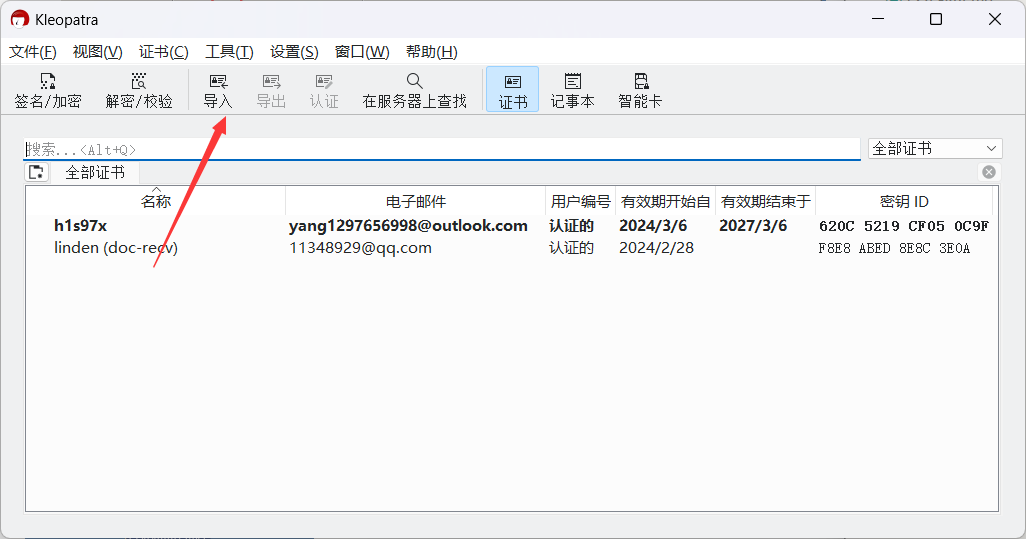 Kleopatra
文件(F) 视图(V) 证书(C) 工具(T) 设置(S) 窗口(W) 帮助(H)
签名/加密 解密/校验 导入 导出 认证 在服务器上查找 证书 记事本 智能卡
搜索...<Alt+Q> 全部证书
全部证书
名称 电子邮件 用户编号 有效期开始自 有效期结束于 密钥 ID
h1s97x yang1297656998@outlook.com 认证的 2024/3/6 2027/3/6 620C 5219 CF05 0C9F
linden (doc-recv) 11348929@qq.com 认证的 2024/2/28 F8E8 ABED 8E8C 3E0A